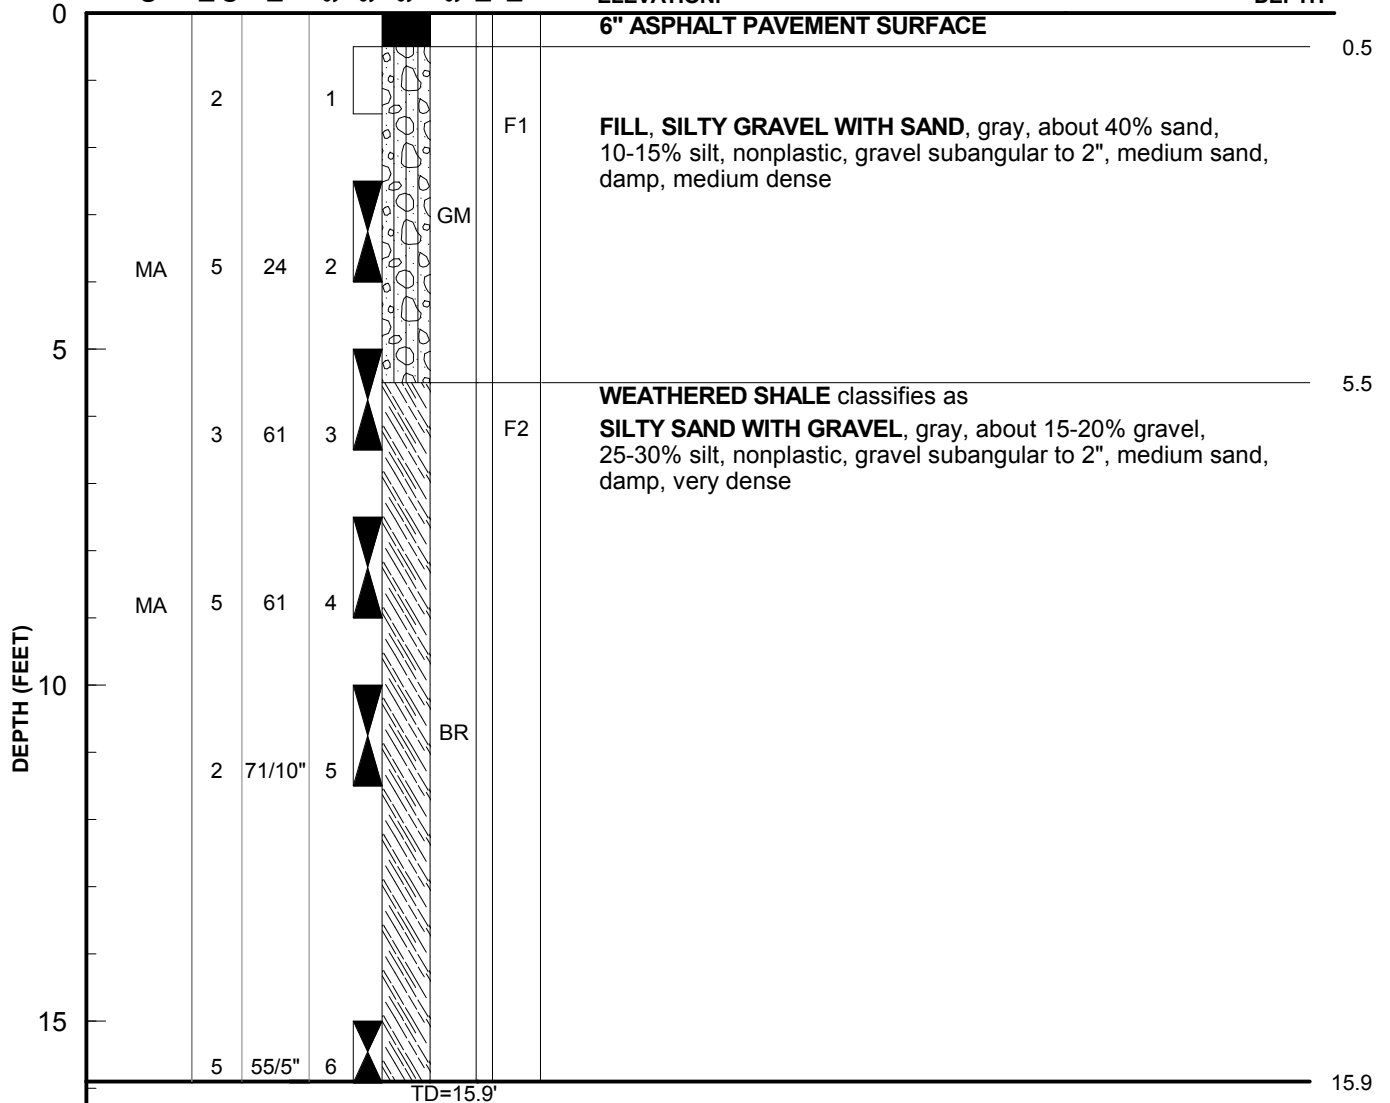 0
6" ASPHALT PAVEMENT SURFACE
0.5
2 1
F1
FILL, SILTY GRAVEL WITH SAND, gray, about 40% sand,
10-15% silt, nonplastic, gravel subangular to 2", medium sand,
damp, medium dense
GM
MA 5 24 2
5
5.5
WEATHERED SHALE classifies as
3 61 3
F2
SILTY SAND WITH GRAVEL, gray, about 15-20% gravel,
25-30% silt, nonplastic, gravel subangular to 2", medium sand,
damp, very dense
MA 5 61 4
DEPTH (FEET)
10
BR
2 71/10" 5
15
5 55/5" 6
15.9
TD=15.9'